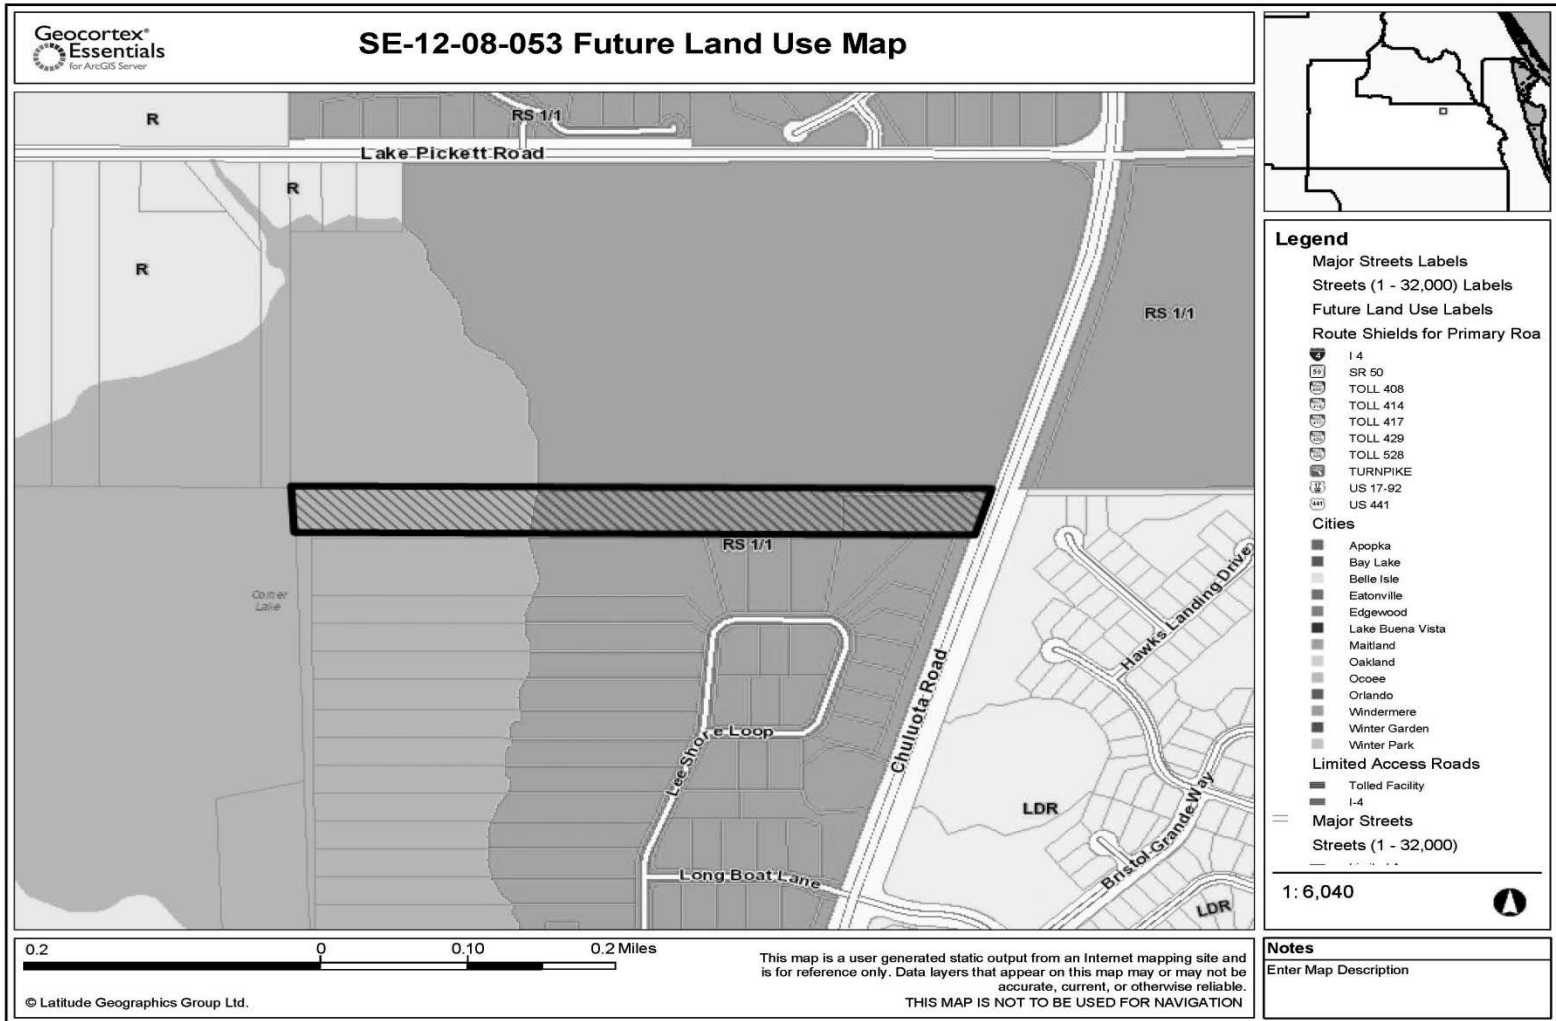 Geocortex®
Essentials
for ArcGIS Server
SE-12-08-053 Future Land Use Map
R
RS 1/1
Lake Pickett Road
R
R
RS 1/1
RS 1/1
Corner
Lake
Hawks Landing Drive
Chuluota Road
Lee Shore Loop
LDR
Bristol Grande Way
Long Boat Lane
LDR
Legend
Major Streets Labels
Streets (1 - 32,000) Labels
Future Land Use Labels
Route Shields for Primary Roa
I 4
SR 50
TOLL 408
TOLL 414
TOLL 417
TOLL 429
TOLL 528
TURNPIKE
US 17-92
US 441
Cities
Apopka
Bay Lake
Belle Isle
Eatonville
Edgewood
Lake Buena Vista
Maitland
Oakland
Ocoee
Orlando
Windermere
Winter Garden
Winter Park
Limited Access Roads
Tolled Facility
I-4
Major Streets
Streets (1 - 32,000)
1: 6,040
0.2 0 0.10 0.2 Miles
© Latitude Geographics Group Ltd.
This map is a user generated static output from an Internet mapping site and
is for reference only. Data layers that appear on this map may or may not be
accurate, current, or otherwise reliable.
THIS MAP IS NOT TO BE USED FOR NAVIGATION
Notes
Enter Map Description